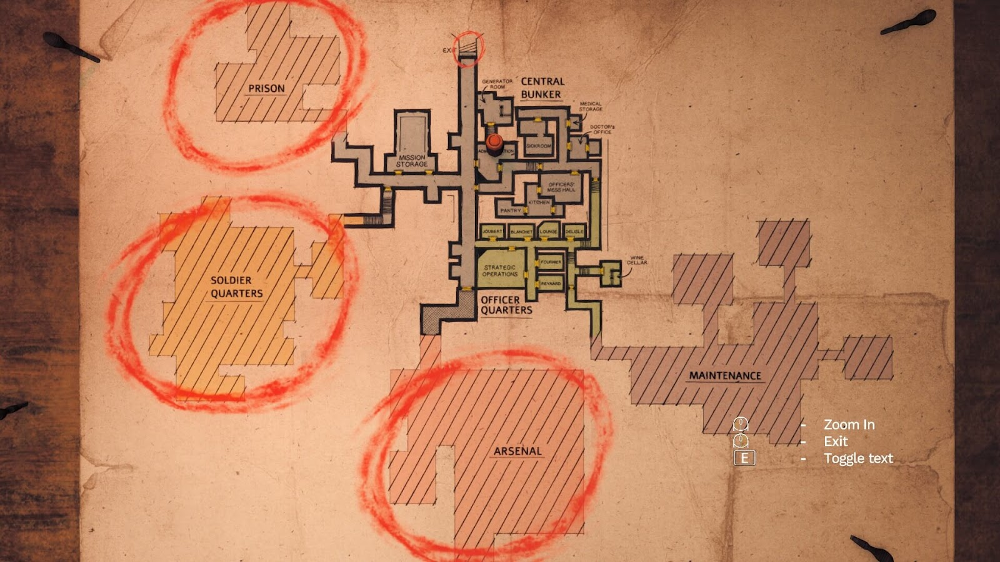 EXIT
GENERATOR
ROOM
CENTRAL
BUNKER
MEDICAL
STORAGE
DOCTOR'S
OFFICE
PRISON
SICKROOM
MISSION
STORAGE
OFFICERS'
MESS HALL
KITCHEN
PANTRY
JOUBERT
BLANCHET
LOUNGE
DELISLE
WINE
CELLAR
FOURNIER
STRATEGIC
OPERATIONS
REYNARD
SOLDIER
QUARTERS
OFFICER
QUARTERS
MAINTENANCE
ARSENAL
- Zoom In
- Exit
E - Toggle text